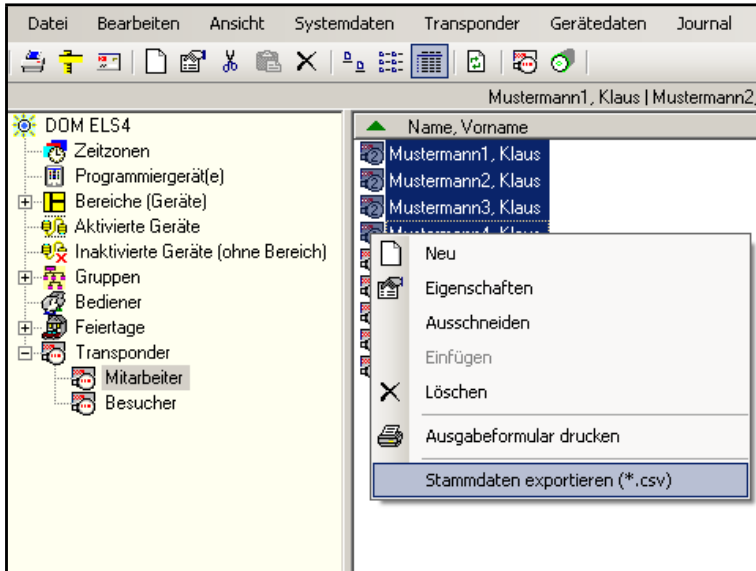 Datei Bearbeiten Ansicht Systemdaten Transponder Gerätedaten Journal
Mustermann1, Klaus | Mustermann2,
DOM ELS4
Zeitzonen
Programmiergerät(e)
Bereiche (Geräte)
Aktivierte Geräte
Inaktivierte Geräte (ohne Bereich)
Gruppen
Bediener
Feiertage
Transponder
Mitarbeiter
Besucher
Name, Vorname
Mustermann1, Klaus
Mustermann2, Klaus
Mustermann3, Klaus
Mustermann4, Klaus
Neu
Eigenschaften
Ausschneiden
Einfügen
Löschen
Ausgabeformular drucken
Stammdaten exportieren (*.csv)